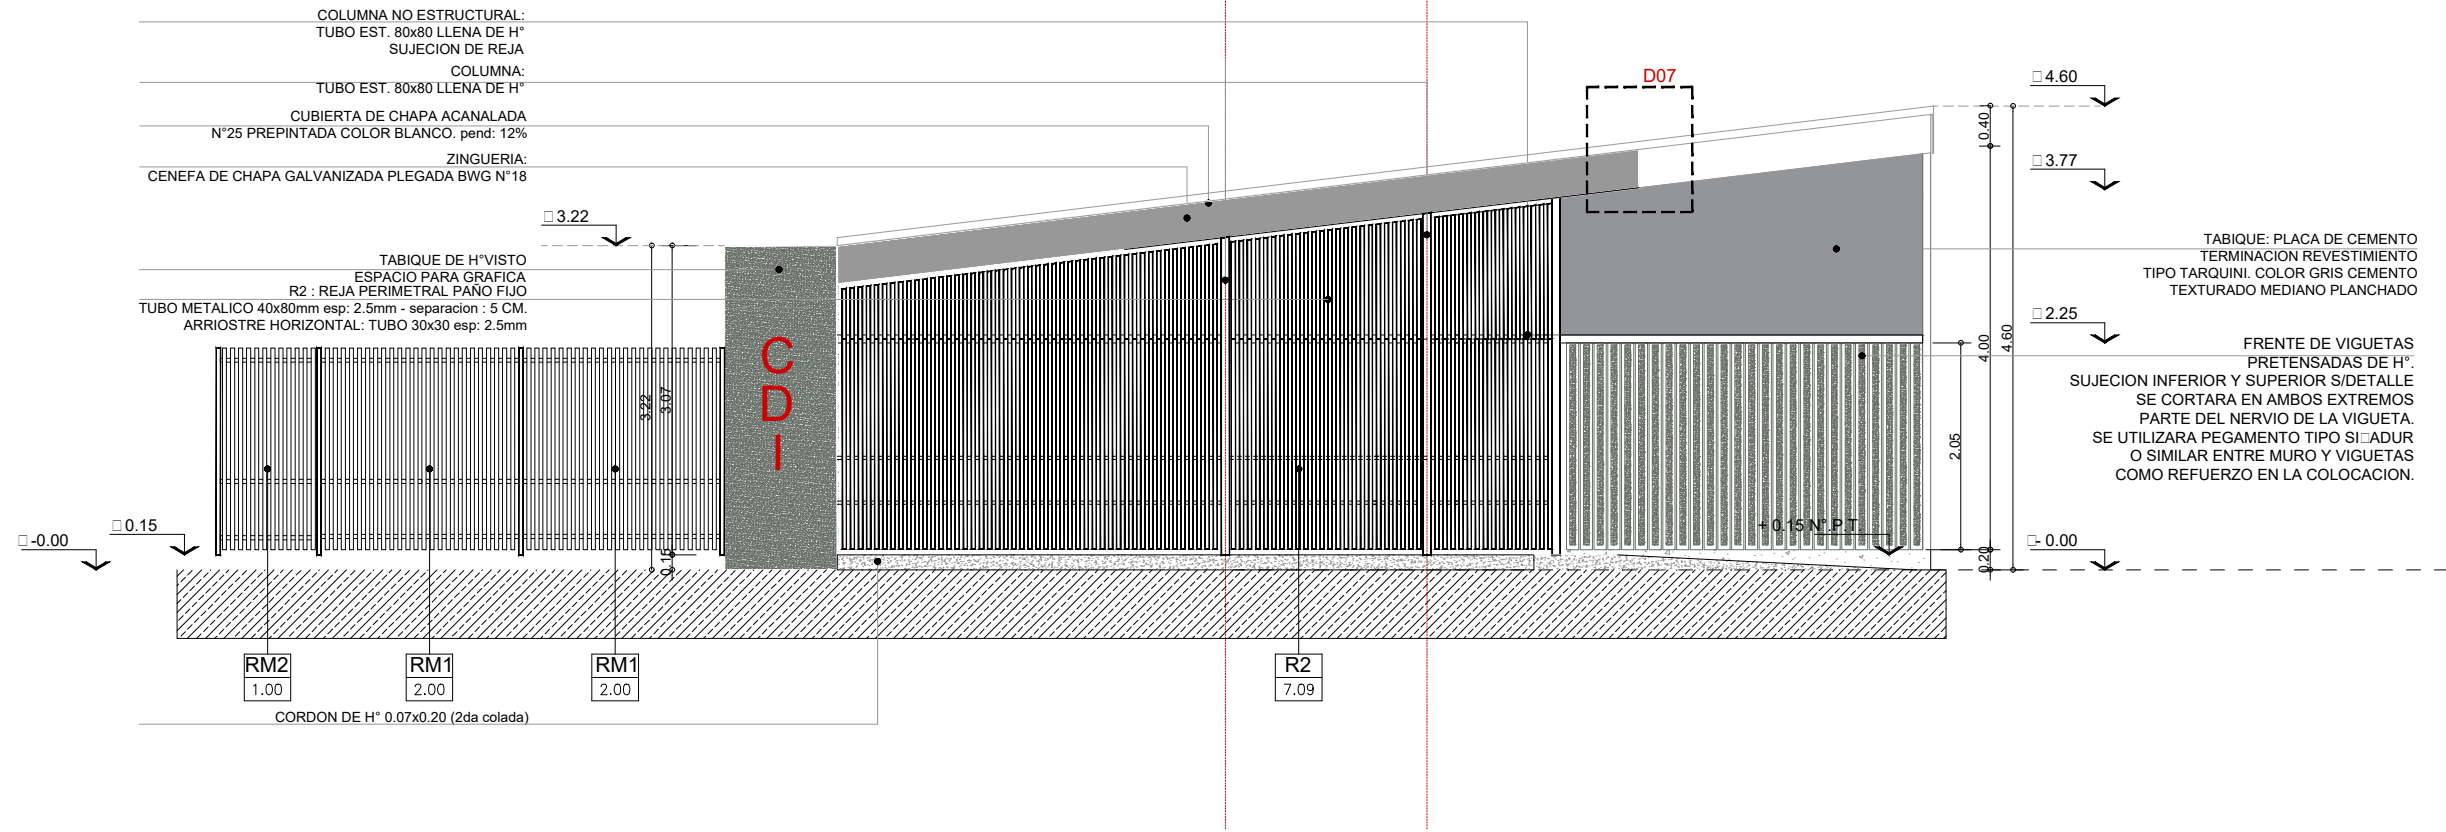 COLUMNA NO ESTRUCTURAL:
TUBO EST. 80x80 LLENA DE H°
SUJECION DE REJA
COLUMNA:
TUBO EST. 80x80 LLENA DE H°
CUBIERTA DE CHAPA ACANALADA
N°25 PREPINTADA COLOR BLANCO. pend: 12%
ZINGUERIA:
CENEFA DE CHAPA GALVANIZADA PLEGADA BWG N°18
□ 3.22
TABIQUE DE H°VISTO
ESPACIO PARA GRAFICA
R2 : REJA PERIMETRAL PAÑO FIJO
TUBO METALICO 40x80mm esp: 2.5mm - separacion : 5 CM.
ARRIOSTRE HORIZONTAL: TUBO 30x30 esp: 2.5mm
3.22
3.07
0.15
C
D
I
□ -0.00
□ 0.15
D07
□ 4.60
□ 3.77
□ 2.25
□- 0.00
0.40
4.00
4.60
2.05
0.20
+ 0.15 N°.P.T.
TABIQUE: PLACA DE CEMENTO
TERMINACION REVESTIMIENTO
TIPO TARQUINI. COLOR GRIS CEMENTO
TEXTURADO MEDIANO PLANCHADO
FRENTE DE VIGUETAS
PRETENSADAS DE H°.
SUJECION INFERIOR Y SUPERIOR S/DETALLE
SE CORTARA EN AMBOS EXTREMOS
PARTE DEL NERVIO DE LA VIGUETA.
SE UTILIZARA PEGAMENTO TIPO SI□ADUR
O SIMILAR ENTRE MURO Y VIGUETAS
COMO REFUERZO EN LA COLOCACION.
RM2
1.00
RM1
2.00
RM1
2.00
R2
7.09
CORDON DE H° 0.07x0.20 (2da colada)